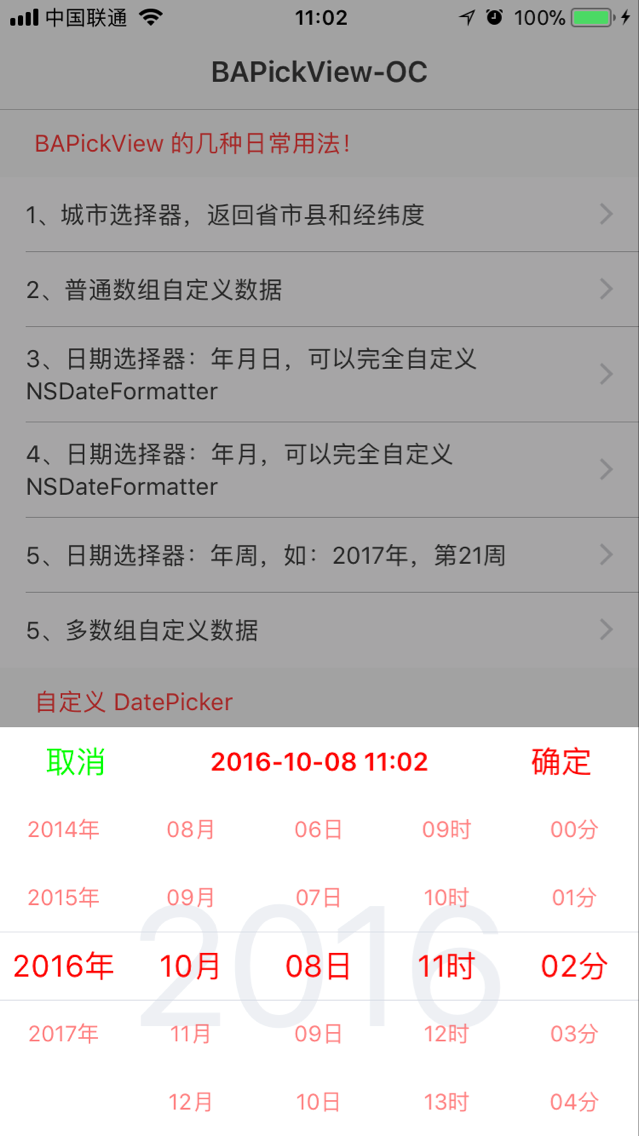 中国联通 11:02 100%
BAPickView-OC
BAPickView 的几种日常用法！
1、城市选择器，返回省市县和经纬度
2、普通数组自定义数据
3、日期选择器：年月日，可以完全自定义
NSDateFormatter
4、日期选择器：年月，可以完全自定义
NSDateFormatter
5、日期选择器：年周，如：2017年，第21周
5、多数组自定义数据
自定义 DatePicker
取消 2016-10-08 11:02 确定
2014年 08月 06日 09时 00分
2015年 09月 07日 10时 01分
2016
2016年 10月 08日 11时 02分
2017年 11月 09日 12时 03分
12月 10日 13时 04分